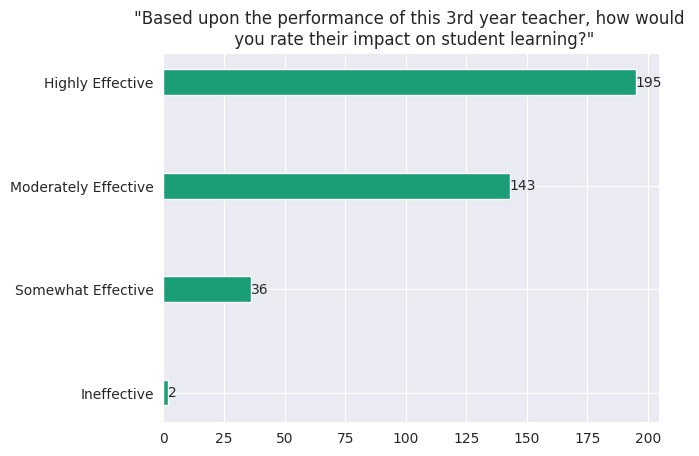 "Based upon the performance of this 3rd year teacher, how would
you rate their impact on student learning?"
Highly Effective
195
Moderately Effective
143
Somewhat Effective
36
Ineffective
2
0 25 50 75 100 125 150 175 200